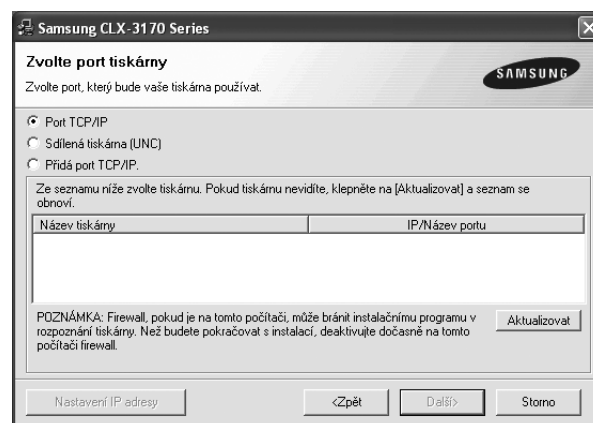 Samsung CLX-3170 Series
Zvolte port tiskárny
Zvolte port, který bude vaše tiskárna používat.
SAMSUNG
Port TCP/IP
Sdílená tiskárna (UNC)
Přidá port TCP/IP.
Ze seznamu níže zvolte tiskárnu. Pokud tiskárnu nevidíte, klepněte na [Aktualizovat] a seznam se
obnoví.
Název tiskárny IP/Název portu
POZNÁMKA: Firewall, pokud je na tomto počítači, může bránit instalačnímu programu v
rozpoznání tiskárny. Než budete pokračovat s instalací, deaktivujte dočasně na tomto
počítači firewall.
Aktualizovat
Nastavení IP adresy <Zpět Další> Storno